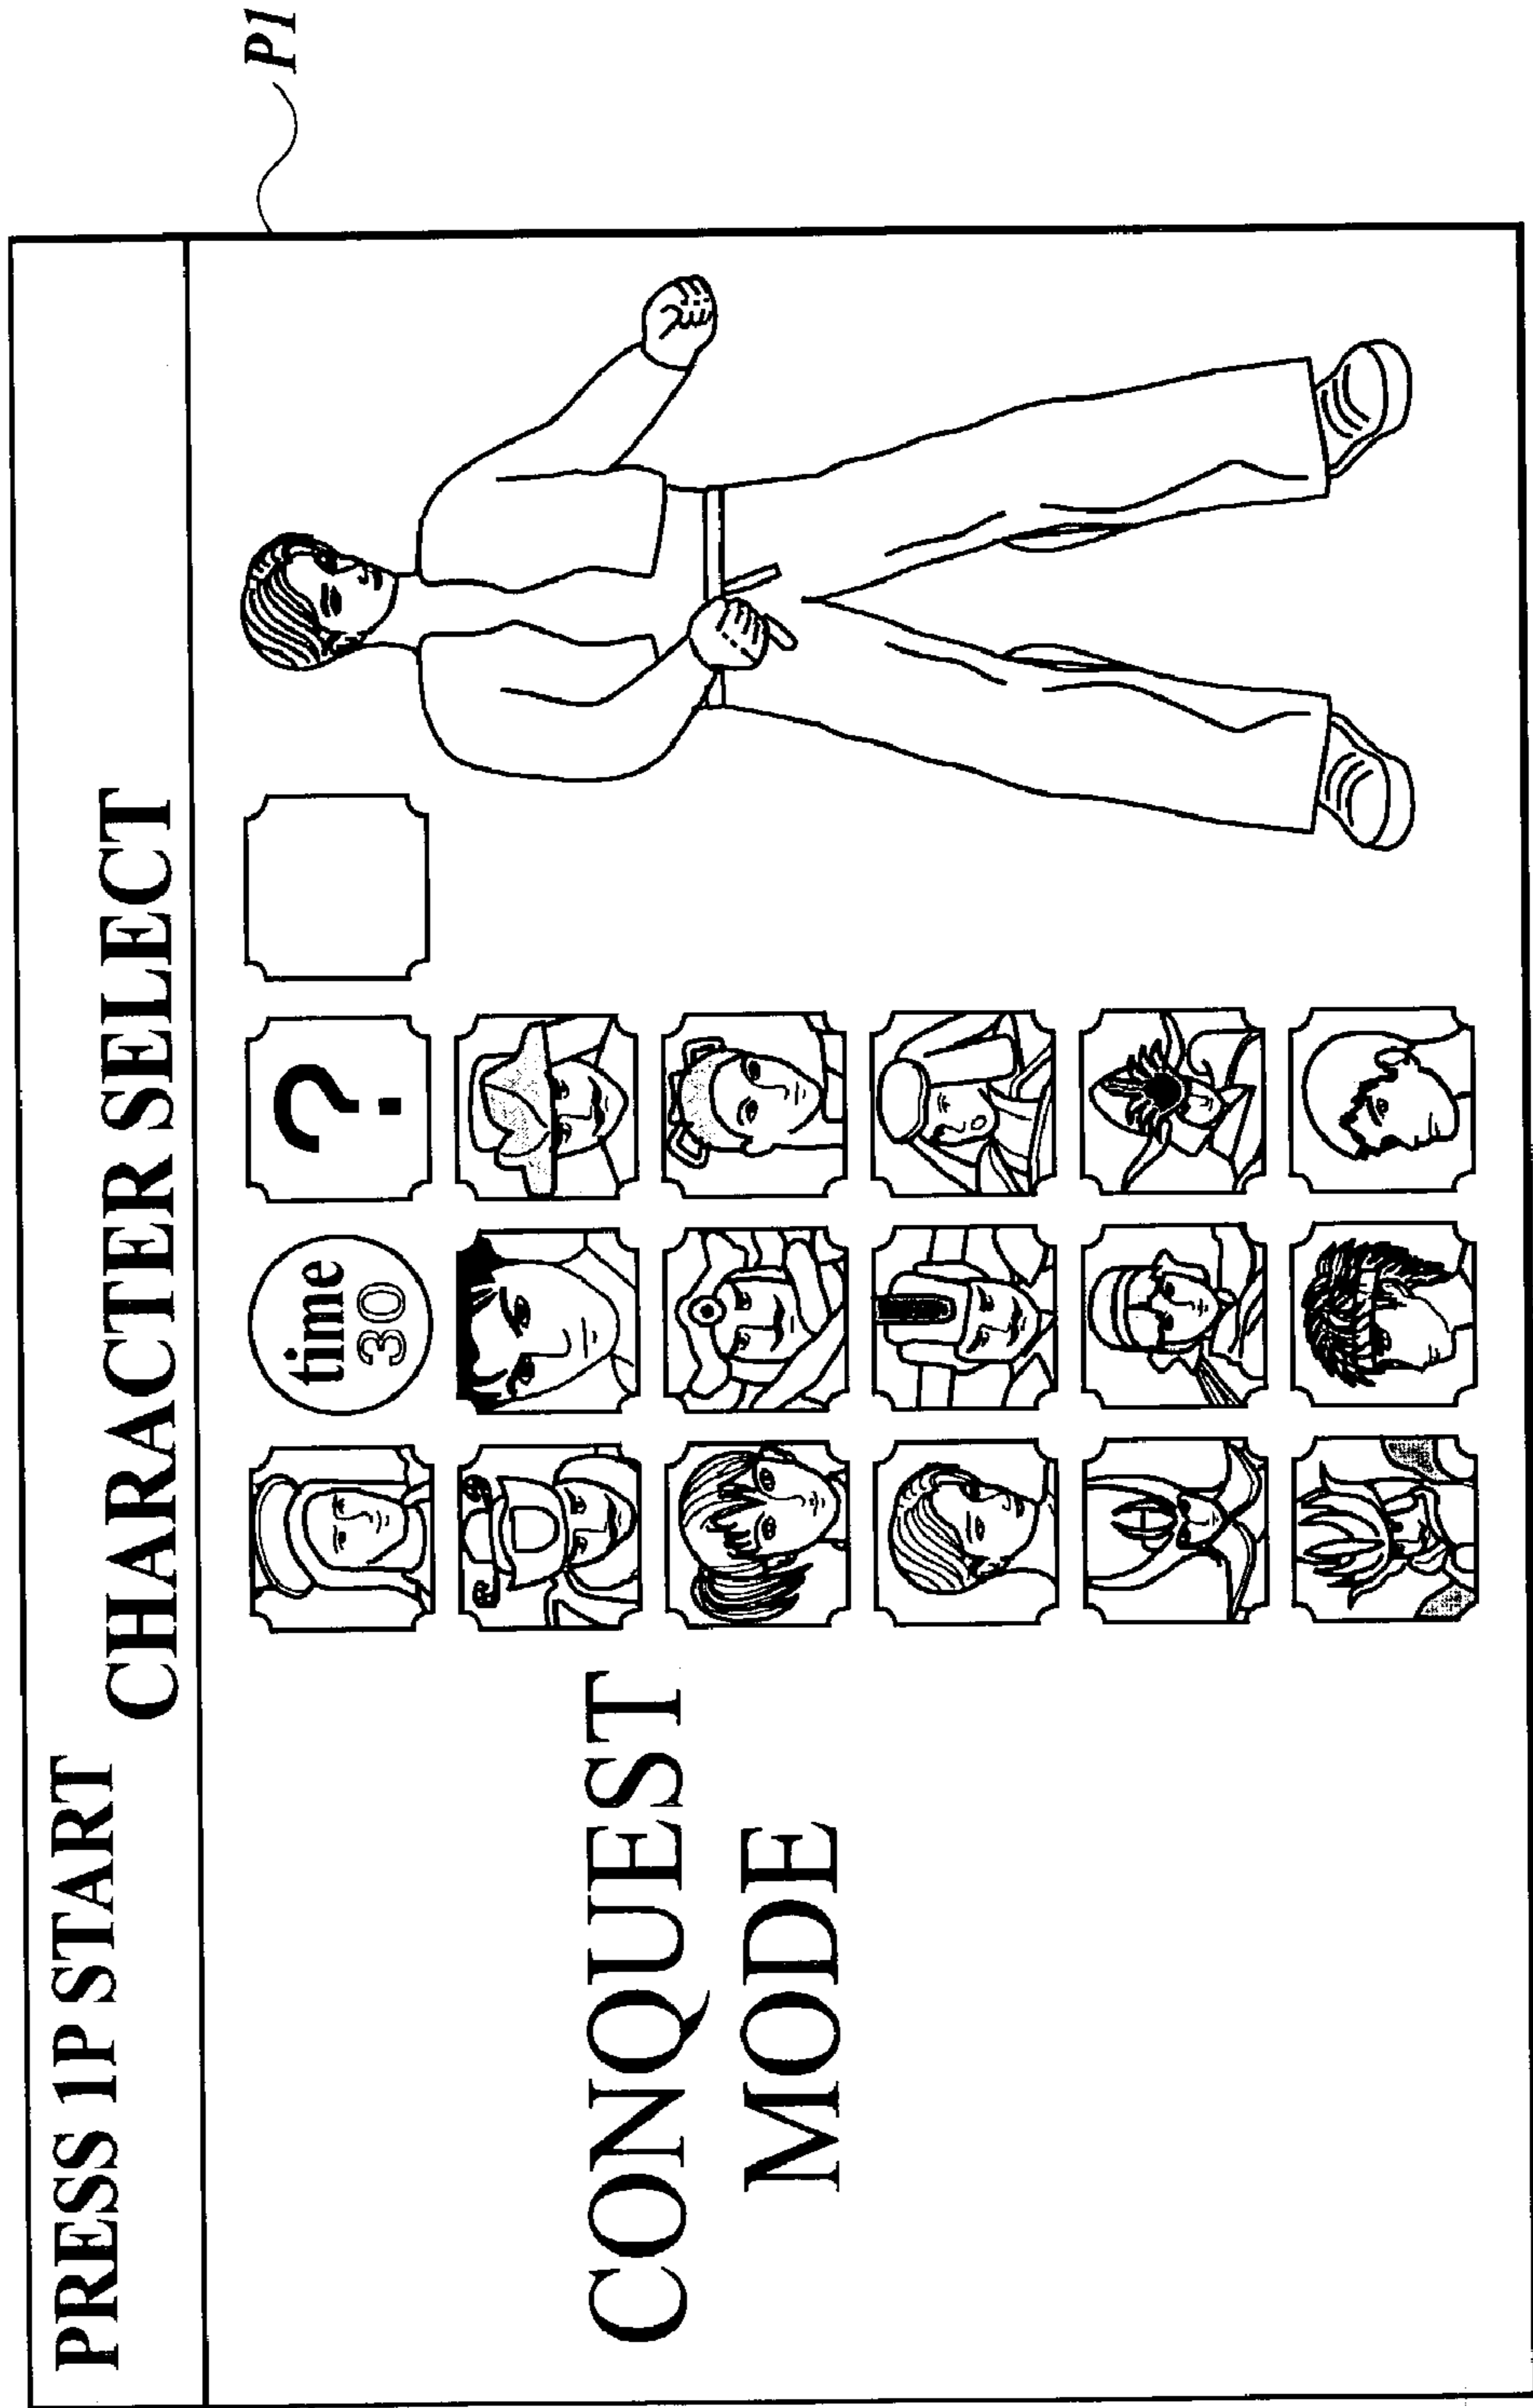 P1
PRESS 1P START
CHARACTER SELECT
time
30
?
CONQUEST
MODE